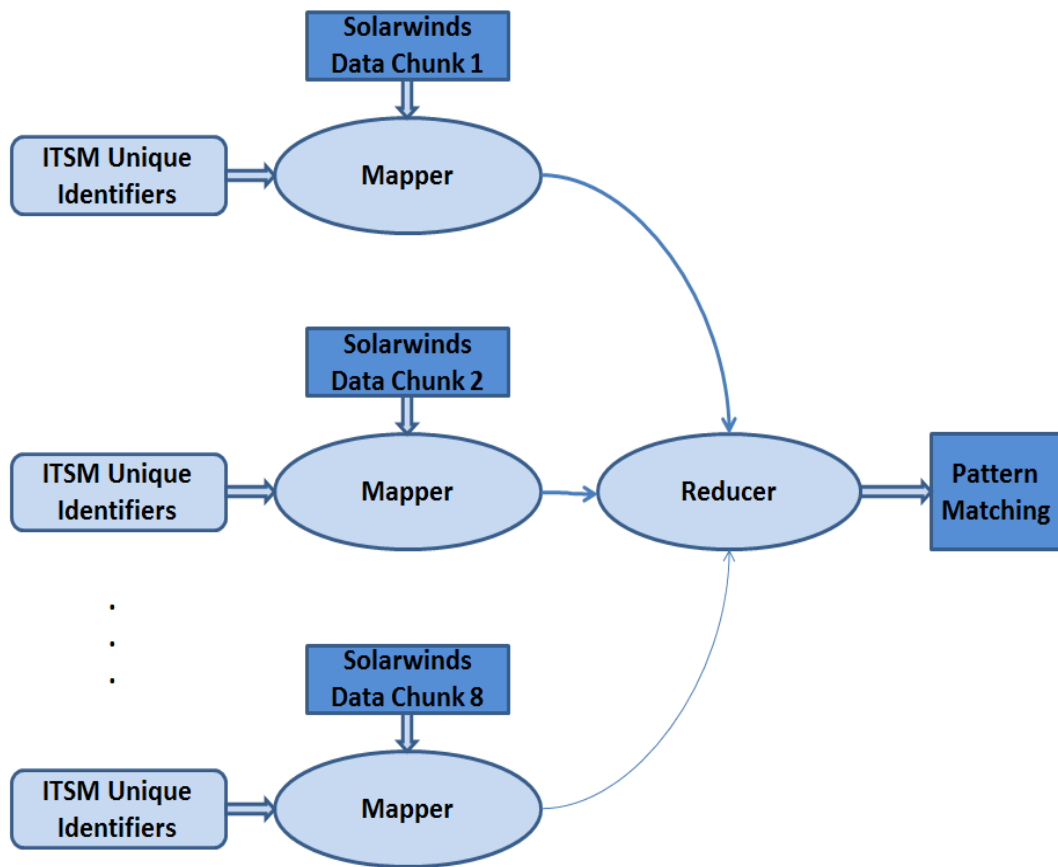 Solarwinds
Data Chunk 1
ITSM Unique
Identifiers
Mapper
Solarwinds
Data Chunk 2
ITSM Unique
Identifiers
Mapper
Reducer
Pattern
Matching
.
.
.
Solarwinds
Data Chunk 8
ITSM Unique
Identifiers
Mapper